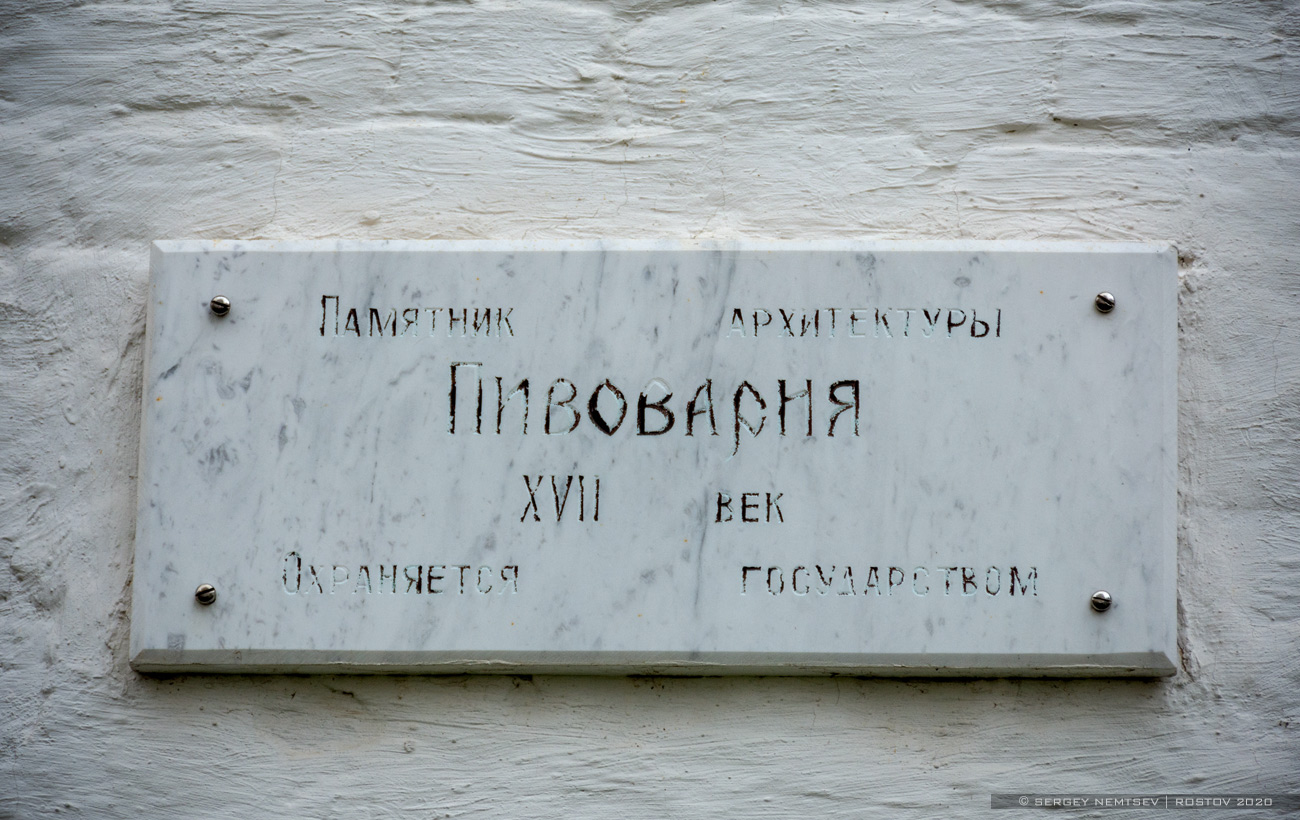 Памятник архитектуры
Пивоварня
XVII век
Охраняется государством
© SERGEY NEMTSEV | ROSTOV 2020